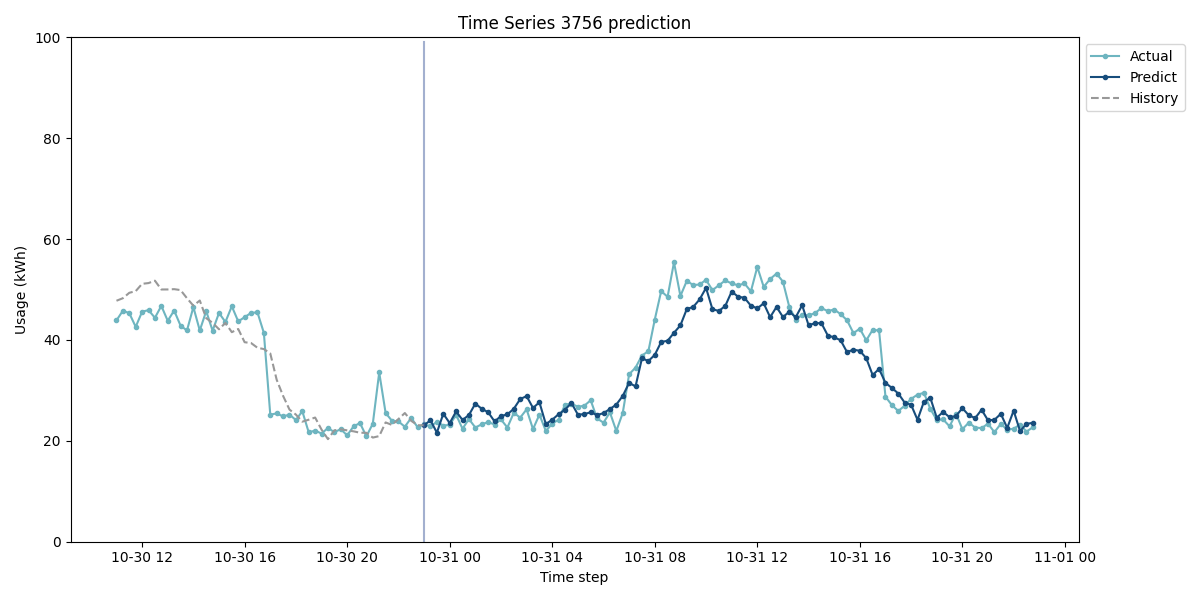 Time Series 3756 prediction
100
80
60
40
20
0
Usage (kWh)
10-30 12
10-30 16
10-30 20
10-31 00
10-31 04
10-31 08
10-31 12
10-31 16
10-31 20
11-01 00
Time step
Actual
Predict
History